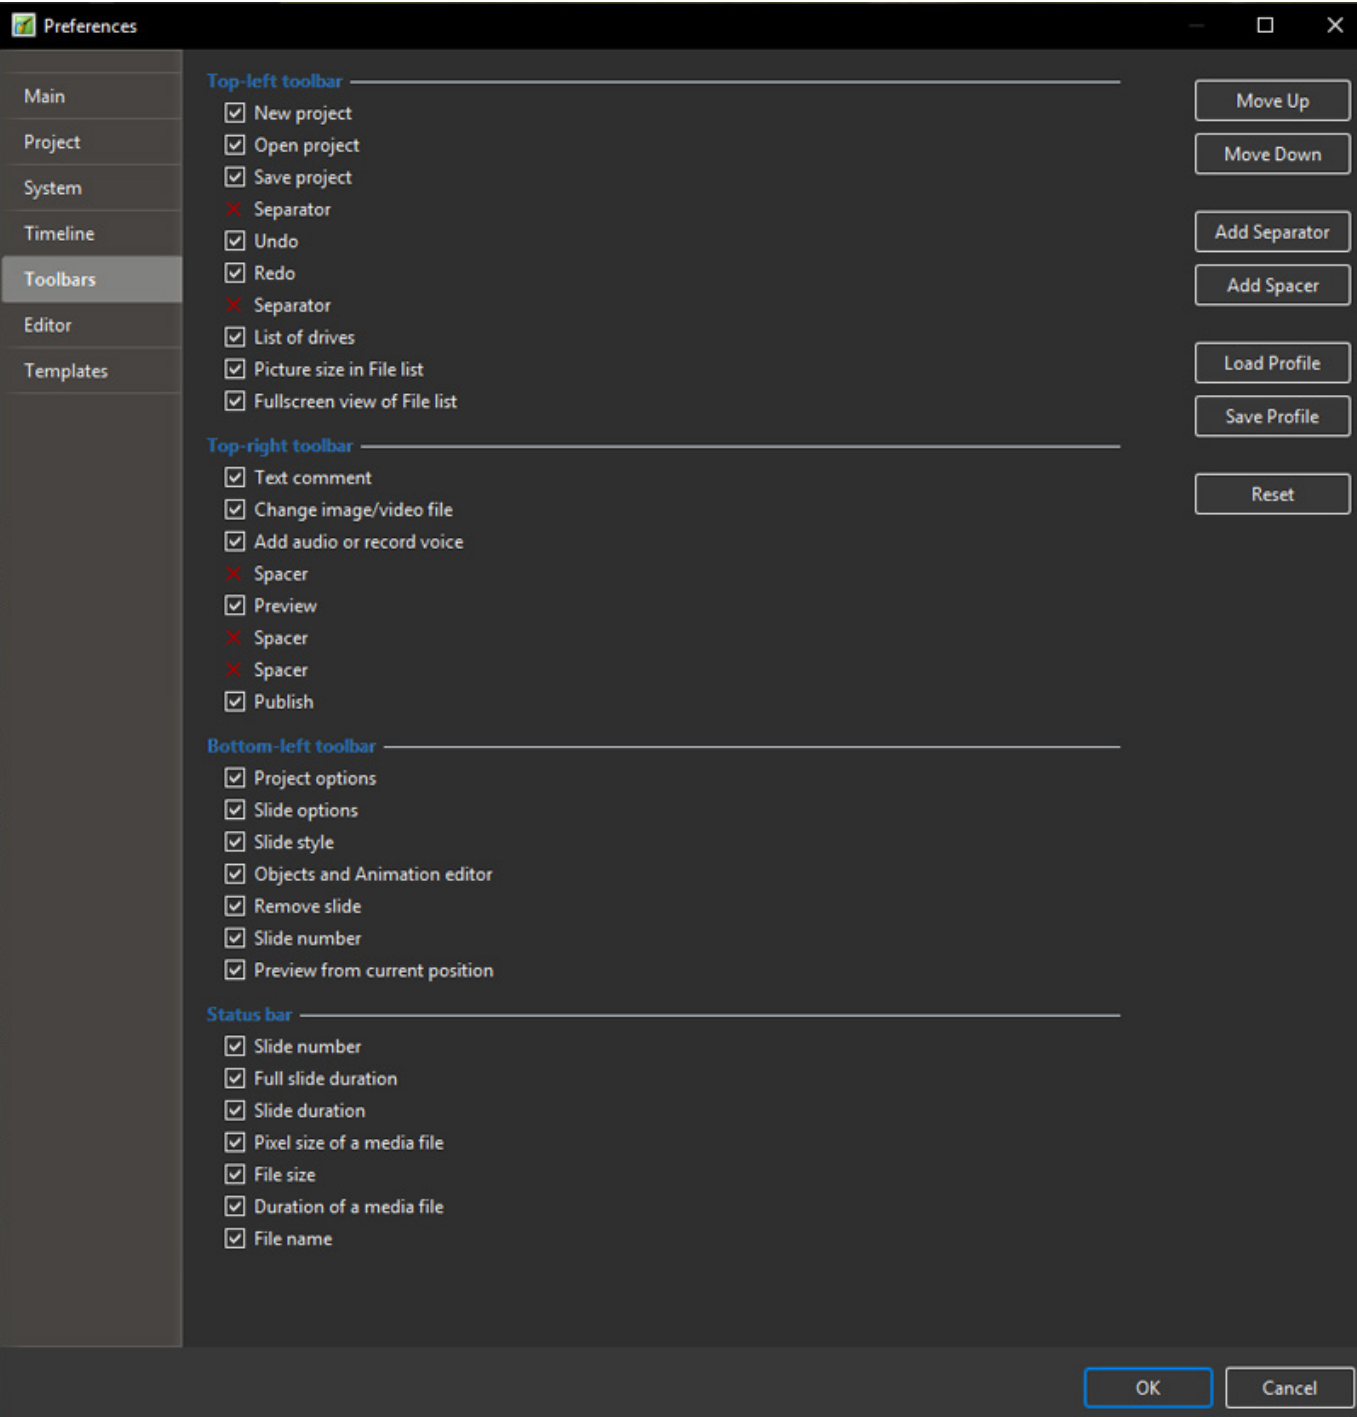 Preferences
Main
Project
System
Timeline
Toolbars
Editor
Templates
Top-left toolbar
New project
Open project
Save project
Separator
Undo
Redo
Separator
List of drives
Picture size in File list
Fullscreen view of File list
Top-right toolbar
Text comment
Change image/video file
Add audio or record voice
Spacer
Preview
Spacer
Spacer
Publish
Bottom-left toolbar
Project options
Slide options
Slide style
Objects and Animation editor
Remove slide
Slide number
Preview from current position
Status bar
Slide number
Full slide duration
Slide duration
Pixel size of a media file
File size
Duration of a media file
File name
Move Up
Move Down
Add Separator
Add Spacer
Load Profile
Save Profile
Reset
OK
Cancel